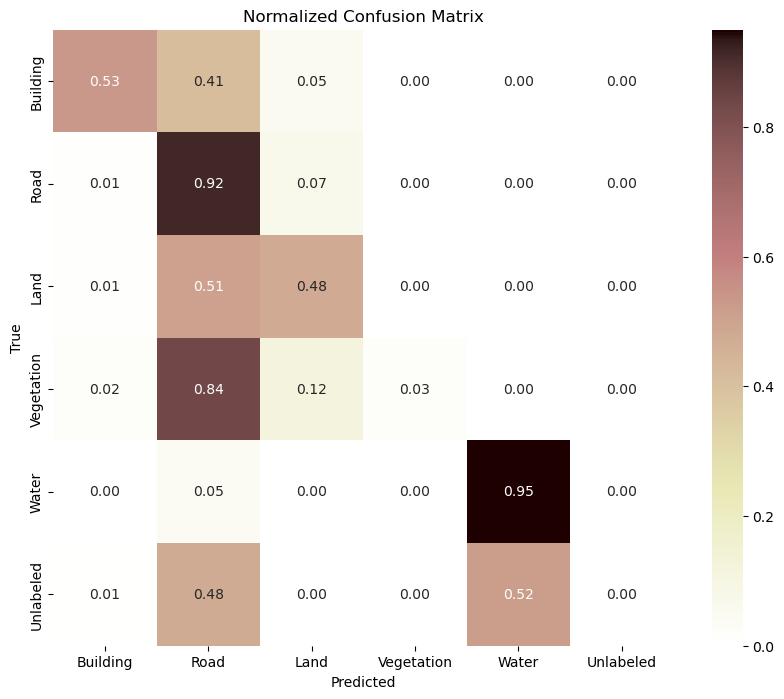 Normalized Confusion Matrix
Building 0.53 0.41 0.05 0.00 0.00 0.00
Road 0.01 0.92 0.07 0.00 0.00 0.00
Land 0.01 0.51 0.48 0.00 0.00 0.00
Vegetation 0.02 0.84 0.12 0.03 0.00 0.00
Water 0.00 0.05 0.00 0.00 0.95 0.00
Unlabeled 0.01 0.48 0.00 0.00 0.52 0.00
True
Building Road Land Vegetation Water Unlabeled
Predicted
0.8
0.6
0.4
0.2
0.0